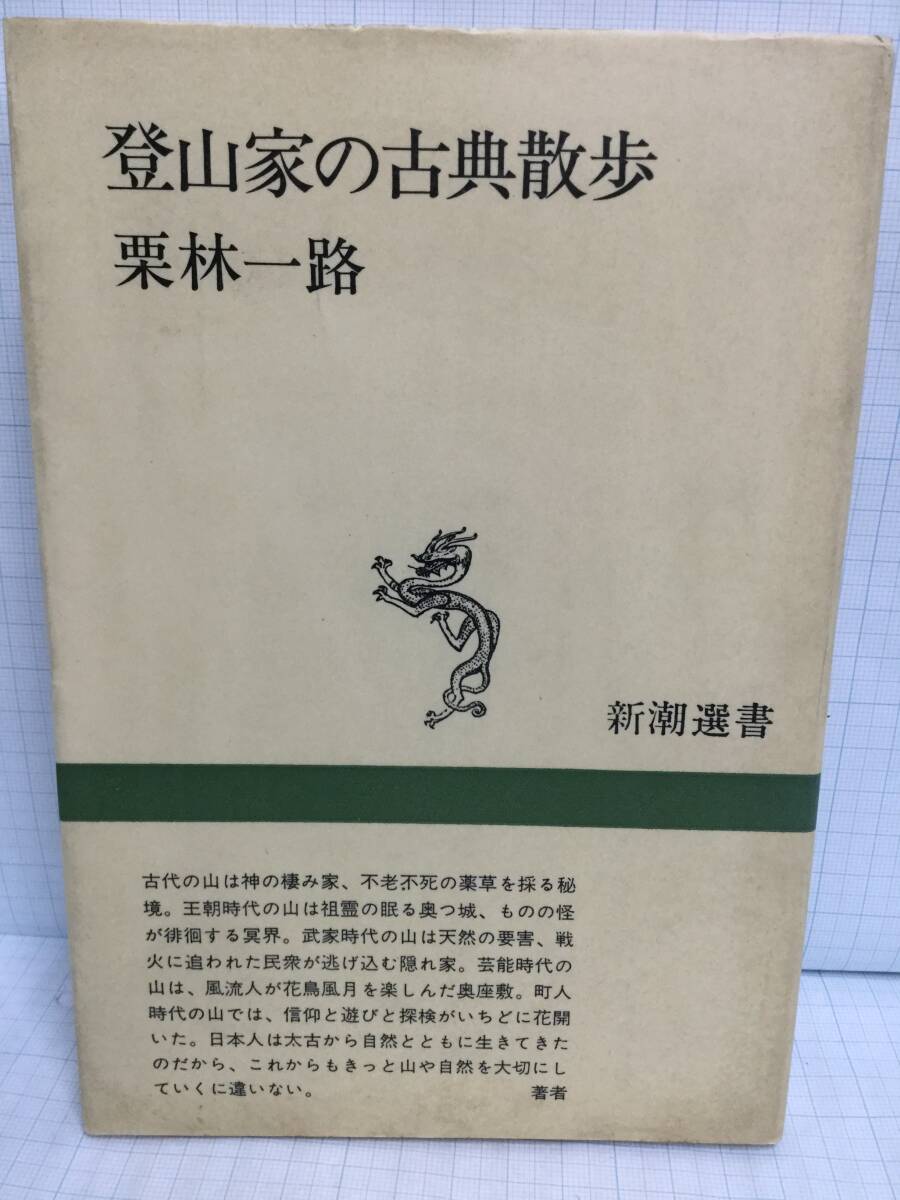 登山家の古典散歩
栗林一路
新潮選書
古代の山は神の棲み家、不老不死の薬草を採る秘
境。王朝時代の山は祖霊の眠る奥つ城、ものの怪
が徘徊する冥界。武家時代の山は天然の要害、戦
火に追われた民衆が逃げ込む隠れ家。芸能時代の
山は、風流人が花鳥風月を楽しんだ奥座敷。町人
時代の山では、信仰と遊びと探検がいちどに花開
いた。日本人は太古から自然とともに生きてきた
のだから、これからもきっと山や自然を大切にし
ていくに違いない。 著者